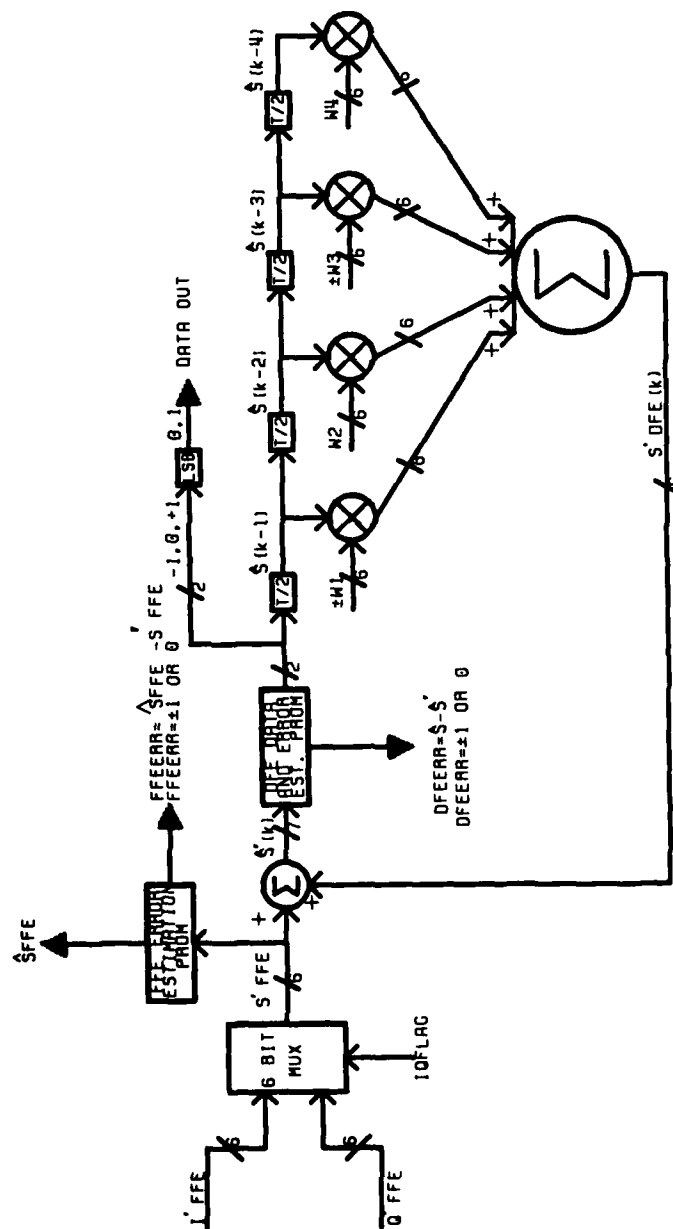 I' FFE
6
Q' FFE
6
6 BIT
MUX
IQFLAG
S' FFE
6
FFE ERROR
ESTIMATION
PROM
ŜFFE
FFEERR= ŜFFE -S' FFE
FFEERR=±1 OR 0
+
+
Σ
Ŝ'(k)
7
DFE DATA
AND ERROR
EST. PROM
DFEERR=Ŝ-S'
DFEERR=±1 OR 0
2
2
-1,0,+1
LSB
0,1
DATA OUT
T/2
Ŝ(k-1)
T/2
Ŝ(k-2)
T/2
Ŝ(k-3)
T/2
Ŝ(k-4)
±W1
6
W2
6
±W3
6
W4
6
6
6
6
6
+
+
+
+
Σ
S' DFE(k)